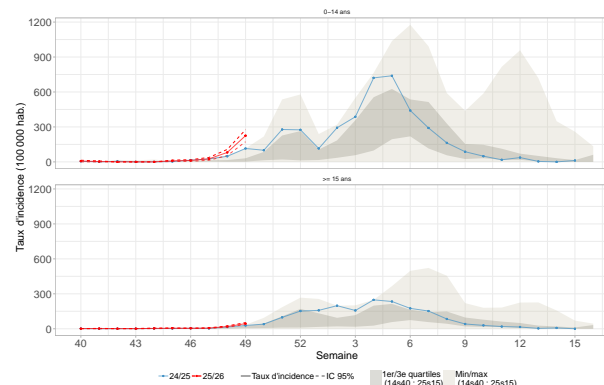 0−14 ans
1200
900
600
300
0
>= 15 ans
1200
900
600
300
0
Taux d'incidence (100 000 hab.)
40 43 46 49 52 3 6 9 12 15
Semaine
24/25 25/26 Taux d'incidence IC 95% 1er/3e quartiles Min/max
(14s40 ; 25s15) (14s40 ; 25s15)